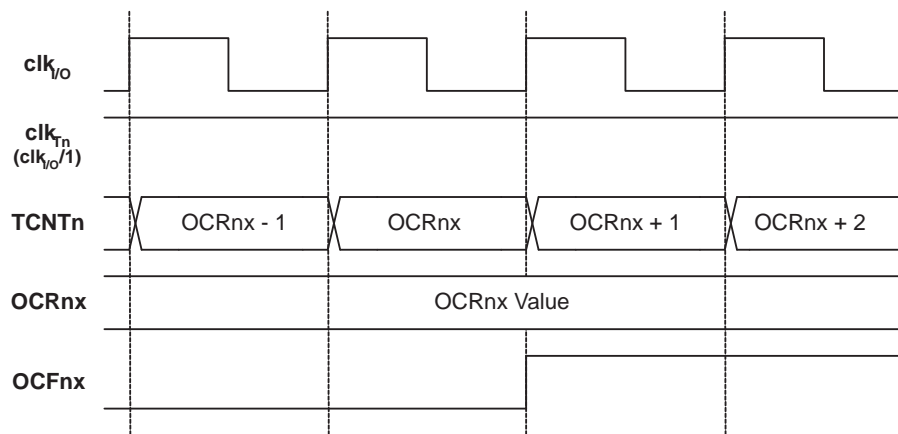 clkI/O
clkTn
(clkI/O/1)
TCNTn OCRnx - 1 OCRnx OCRnx + 1 OCRnx + 2
OCRnx OCRnx Value
OCFnx